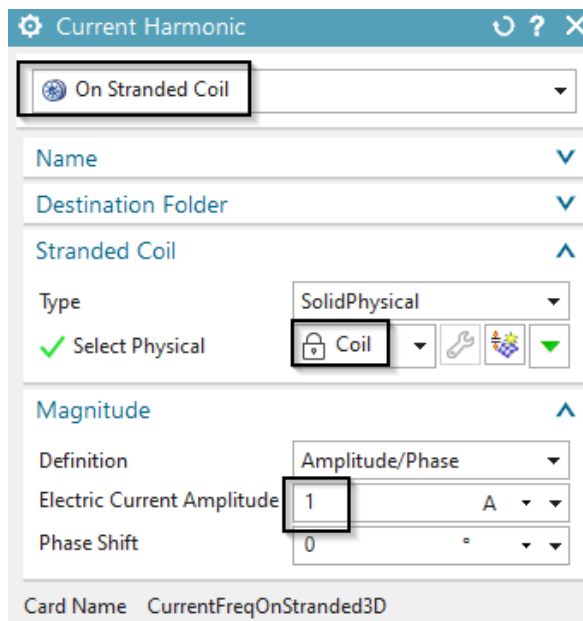 Current Harmonic ?
On Stranded Coil
Name
Destination Folder
Stranded Coil
Type SolidPhysical
Select Physical Coil
Magnitude
Definition Amplitude/Phase
Electric Current Amplitude 1 A
Phase Shift 0 °
Card Name CurrentFreqOnStranded3D